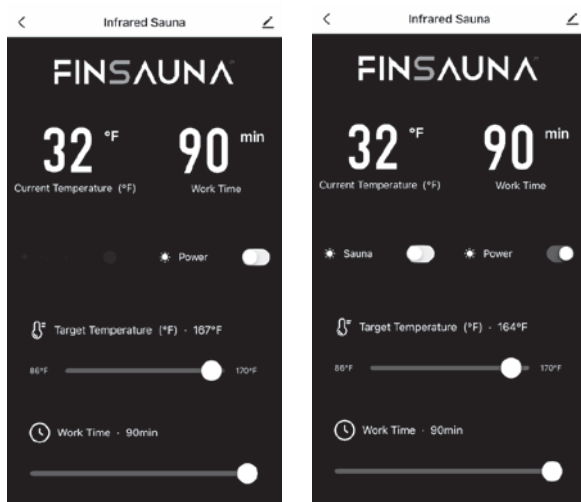 Infrared Sauna
FINSAUNA
32 °F 90 min
Current Temperature (°F) Work Time
Power
Target Temperature (°F) · 167°F
86°F 170°F
Work Time · 90min
Infrared Sauna
FINSAUNA
32 °F 90 min
Current Temperature (°F) Work Time
Sauna Power
Target Temperature (°F) · 164°F
86°F 170°F
Work Time · 90min